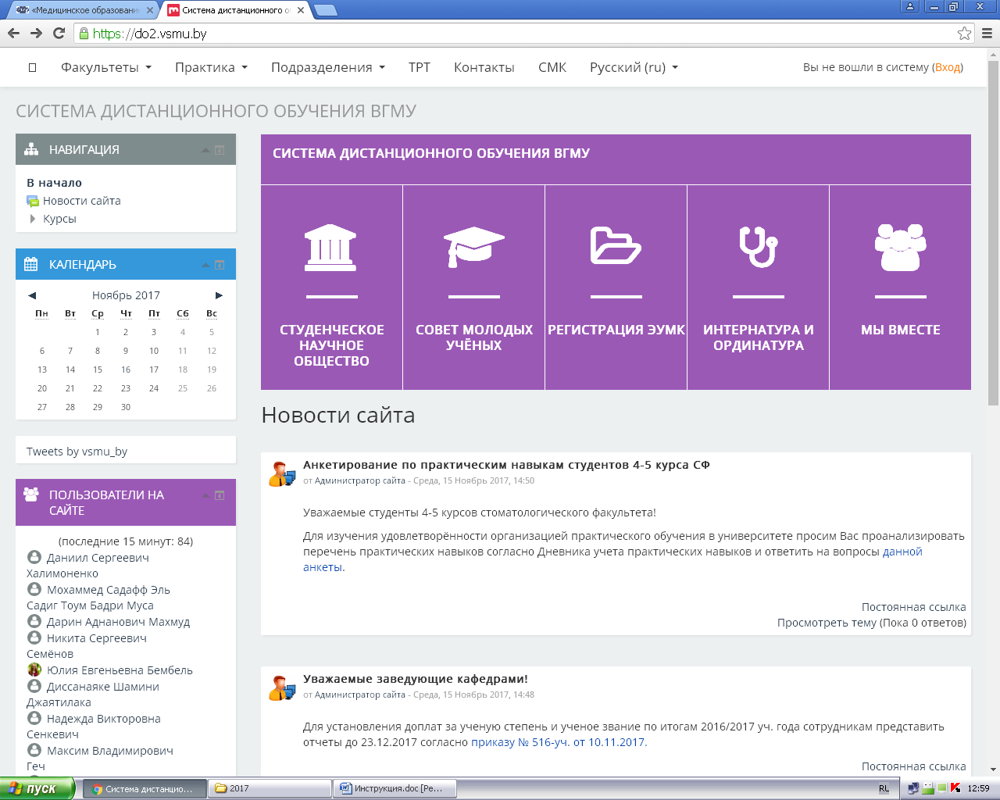 «Медицинское образовани
Система дистанционного о
https://do2.vsmu.by
Факультеты Практика Подразделения ТРТ Контакты СМК Русский (ru) Вы не вошли в систему (Вход)
СИСТЕМА ДИСТАНЦИОННОГО ОБУЧЕНИЯ ВГМУ
НАВИГАЦИЯ
В начало
Новости сайта
Курсы
КАЛЕНДАРЬ
Ноябрь 2017
Пн Вт Ср Чт Пт Сб Вс
1 2 3 4 5
6 7 8 9 10 11 12
13 14 15 16 17 18 19
20 21 22 23 24 25 26
27 28 29 30
Tweets by vsmu_by
ПОЛЬЗОВАТЕЛИ НА
САЙТЕ
(последние 15 минут: 84)
Даниил Сергеевич
Халимоненко
Мохаммед Садафф Эль
Садиг Тоум Бадри Муса
Дарин Аднанович Махмуд
Никита Сергеевич
Семёнов
Юлия Евгеньевна Бембель
Диссанаяке Шамини
Джаятилака
Надежда Викторовна
Сенкевич
Максим Владимирович
Геч
СИСТЕМА ДИСТАНЦИОННОГО ОБУЧЕНИЯ ВГМУ
СТУДЕНЧЕСКОЕ
НАУЧНОЕ
ОБЩЕСТВО
СОВЕТ МОЛОДЫХ
УЧЁНЫХ
РЕГИСТРАЦИЯ ЭУМК
ИНТЕРНАТУРА И
ОРДИНАТУРА
МЫ ВМЕСТЕ
Новости сайта
Анкетирование по практическим навыкам студентов 4-5 курса СФ
от Администратор сайта - Среда, 15 Ноябрь 2017, 14:50
Уважаемые студенты 4-5 курсов стоматологического факультета!
Для изучения удовлетворённости организацией практического обучения в университете просим Вас проанализировать
перечень практических навыков согласно Дневника учета практических навыков и ответить на вопросы данной
анкеты.
Постоянная ссылка
Просмотреть тему (Пока 0 ответов)
Уважаемые заведующие кафедрами!
от Администратор сайта - Среда, 15 Ноябрь 2017, 14:48
Для установления доплат за ученую степень и ученое звание по итогам 2016/2017 уч. года сотрудникам представить
отчеты до 23.12.2017 согласно приказу № 516-уч. от 10.11.2017.
Постоянная ссылка
пуск
Система дистанцио...
2017
Инструкция.doc [Ре...
RL
12:59